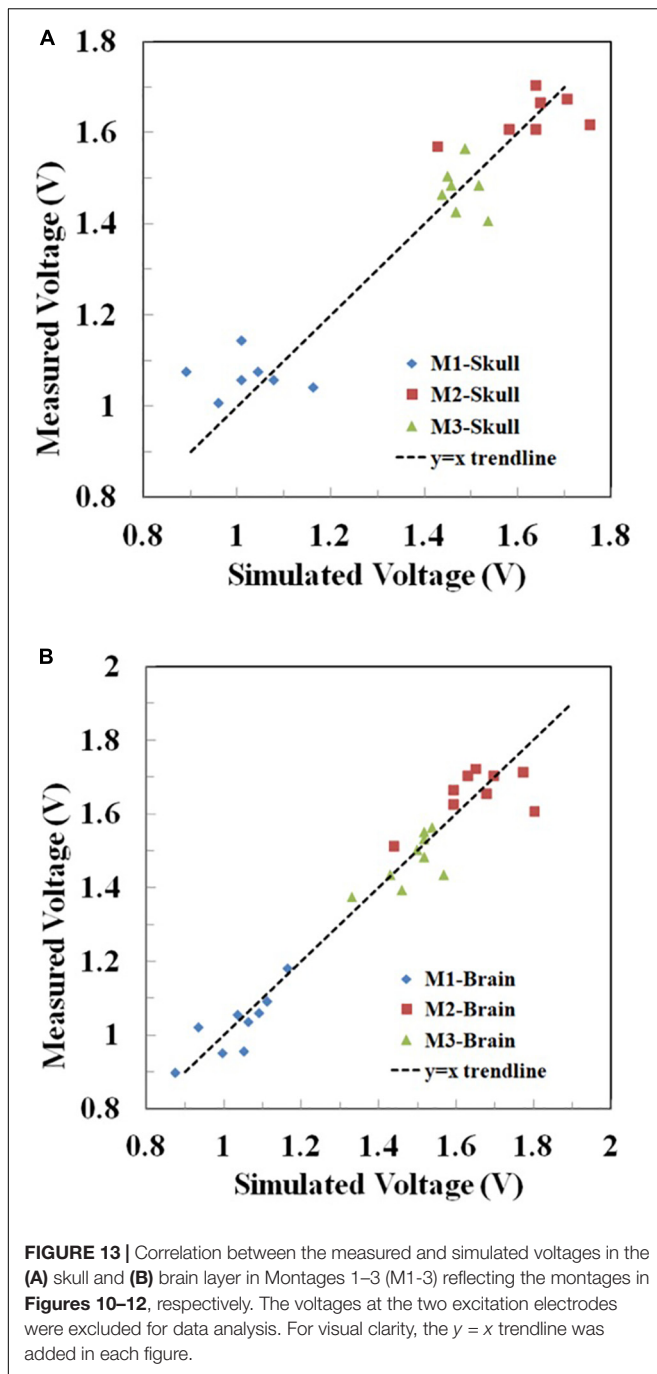 A
1.8
1.6
1.4
1.2
1
0.8
Measured Voltage (V)
M1-Skull
M2-Skull
M3-Skull
y=x trendline
0.8 1 1.2 1.4 1.6 1.8
Simulated Voltage (V)
B
2
1.8
1.6
1.4
1.2
1
0.8
Measured Voltage (V)
M1-Brain
M2-Brain
M3-Brain
y=x trendline
0.8 1 1.2 1.4 1.6 1.8 2
Simulated Voltage (V)
FIGURE 13 | Correlation between the measured and simulated voltages in the
(A) skull and (B) brain layer in Montages 1–3 (M1-3) reflecting the montages in
Figures 10–12, respectively. The voltages at the two excitation electrodes
were excluded for data analysis. For visual clarity, the y = x trendline was
added in each figure.